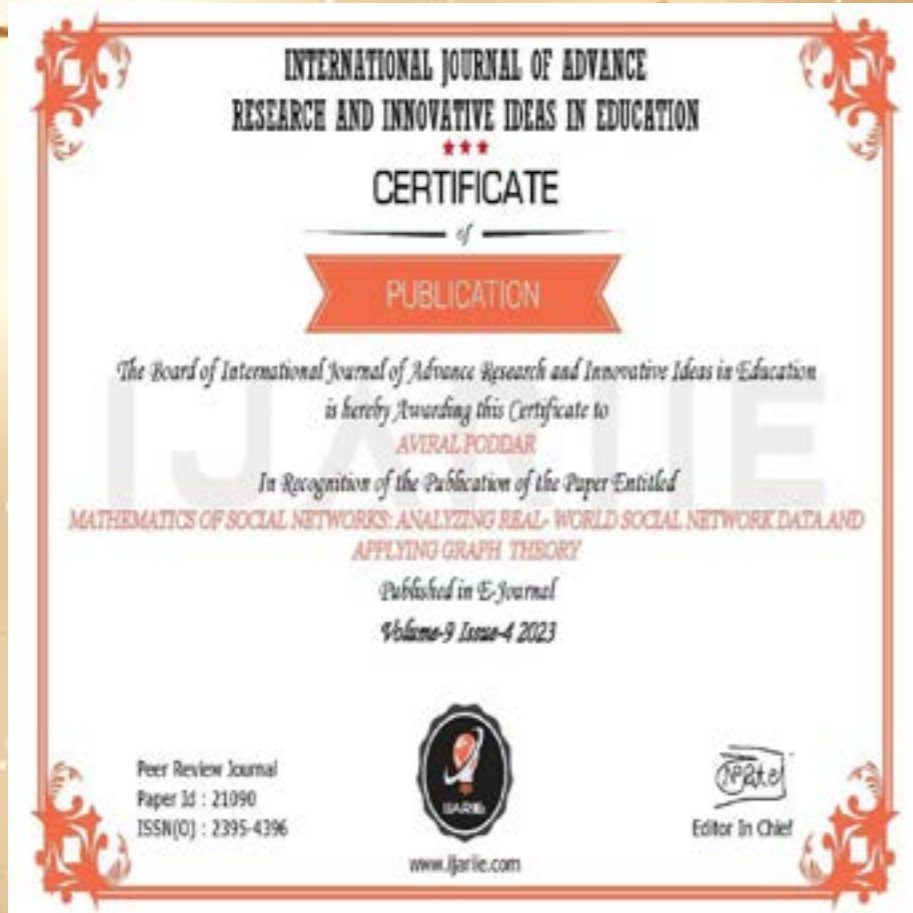 INTERNATIONAL JOURNAL OF ADVANCE
RESEARCH AND INNOVATIVE IDEAS IN EDUCATION
CERTIFICATE
of
PUBLICATION
The Board of International Journal of Advance Research and Innovative Ideas in Education
is hereby Awarding this Certificate to
AVIRAL PODDAR
In Recognition of the Publication of the Paper Entitled
MATHEMATICS OF SOCIAL NETWORKS: ANALYZING REAL- WORLD SOCIAL NETWORK DATA AND
APPLYING GRAPH THEORY
Published in E-Journal
Volume-9 Issue-4 2023
IJARIIE
Peer Review Journal
Paper Id : 21090
ISSN(O) : 2395-4396
IJARIIE
www.ijariie.com
NPatel
Editor In Chief